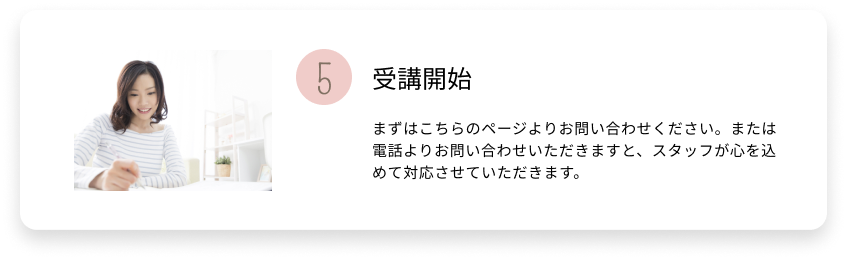 5
受講開始
まずはこちらのページよりお問い合わせください。または
電話よりお問い合わせいただきますと、スタッフが心を込
めて対応させていただきます。